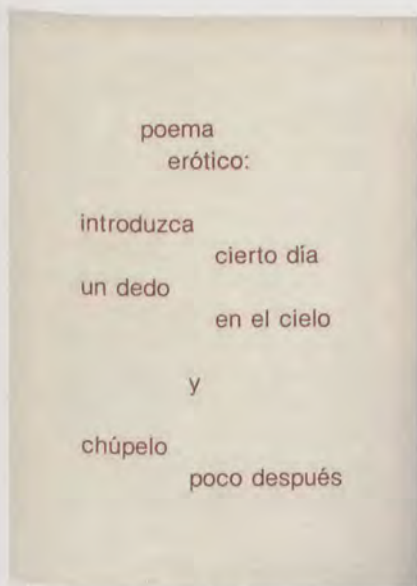 poema
erótico:
introduzca
cierto día
un dedo
en el cielo
y
chúpelo
poco después